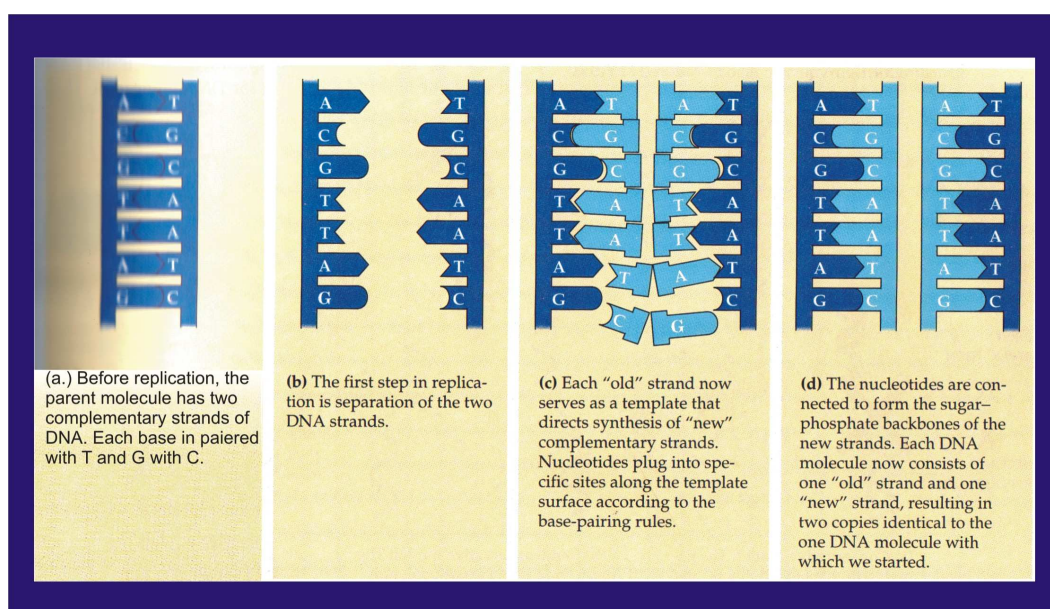 A T
C G
G C
T A
T A
A T
G C
(a.) Before replication, the
parent molecule has two
complementary strands of
DNA. Each base in paiered
with T and G with C.
A T
C G
G C
T A
T A
A T
G C
(b) The first step in replica-
tion is separation of the two
DNA strands.
A T A T
C G C G
G C G C
T A T A
T A T A
A T A T
G C G C
(c) Each “old” strand now
serves as a template that
directs synthesis of “new”
complementary strands.
Nucleotides plug into spe-
cific sites along the template
surface according to the
base-pairing rules.
A T A T
C G C G
G C G C
T A T A
T A T A
A T A T
G C G C
(d) The nucleotides are con-
nected to form the sugar–
phosphate backbones of the
new strands. Each DNA
molecule now consists of
one “old” strand and one
“new” strand, resulting in
two copies identical to the
one DNA molecule with
which we started.